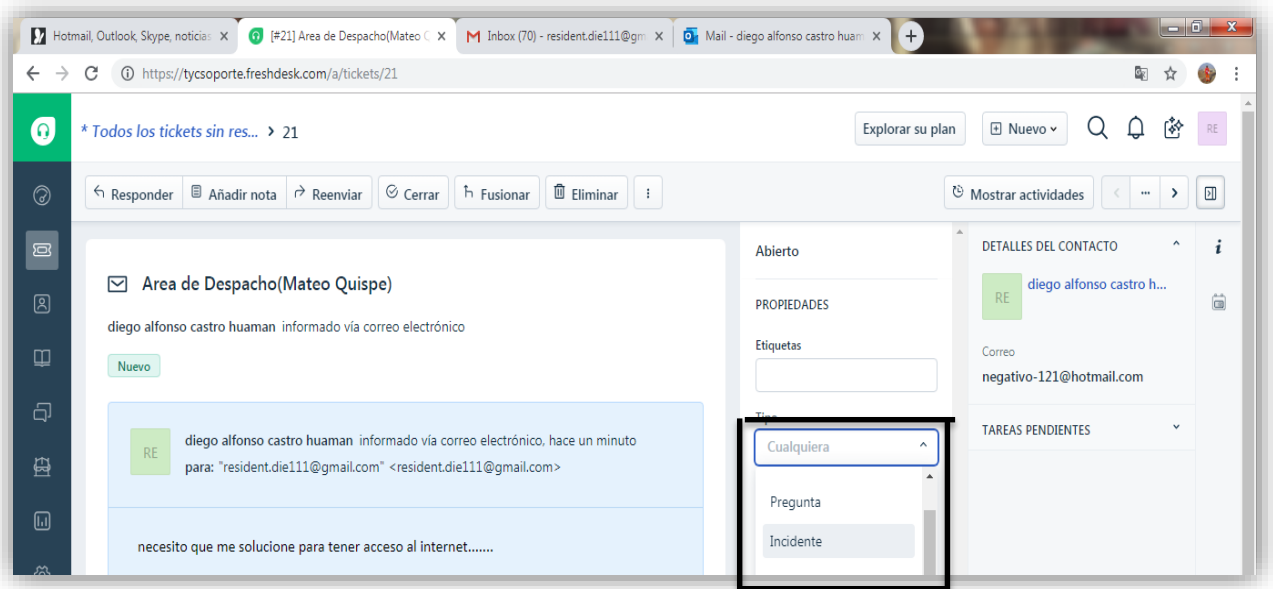 Hotmail, Outlook, Skype, noticias
[#21] Area de Despacho(Mateo
Inbox (70) - resident.die111@gm
Mail - diego alfonso castro huam
https://tycsoporte.freshdesk.com/a/tickets/21
* Todos los tickets sin res... > 21
Explorar su plan
Nuevo
RE
Responder
Añadir nota
Reenviar
Cerrar
Fusionar
Eliminar
Mostrar actividades
Area de Despacho(Mateo Quispe)
diego alfonso castro huaman informado vía correo electrónico
Nuevo
RE
diego alfonso castro huaman informado vía correo electrónico, hace un minuto
para: "resident.die111@gmail.com" <resident.die111@gmail.com>
necesito que me solucione para tener acceso al internet.......
Abierto
PROPIEDADES
Etiquetas
Tipo
Cualquiera
Pregunta
Incidente
DETALLES DEL CONTACTO
RE
diego alfonso castro h...
Correo
negativo-121@hotmail.com
TAREAS PENDIENTES